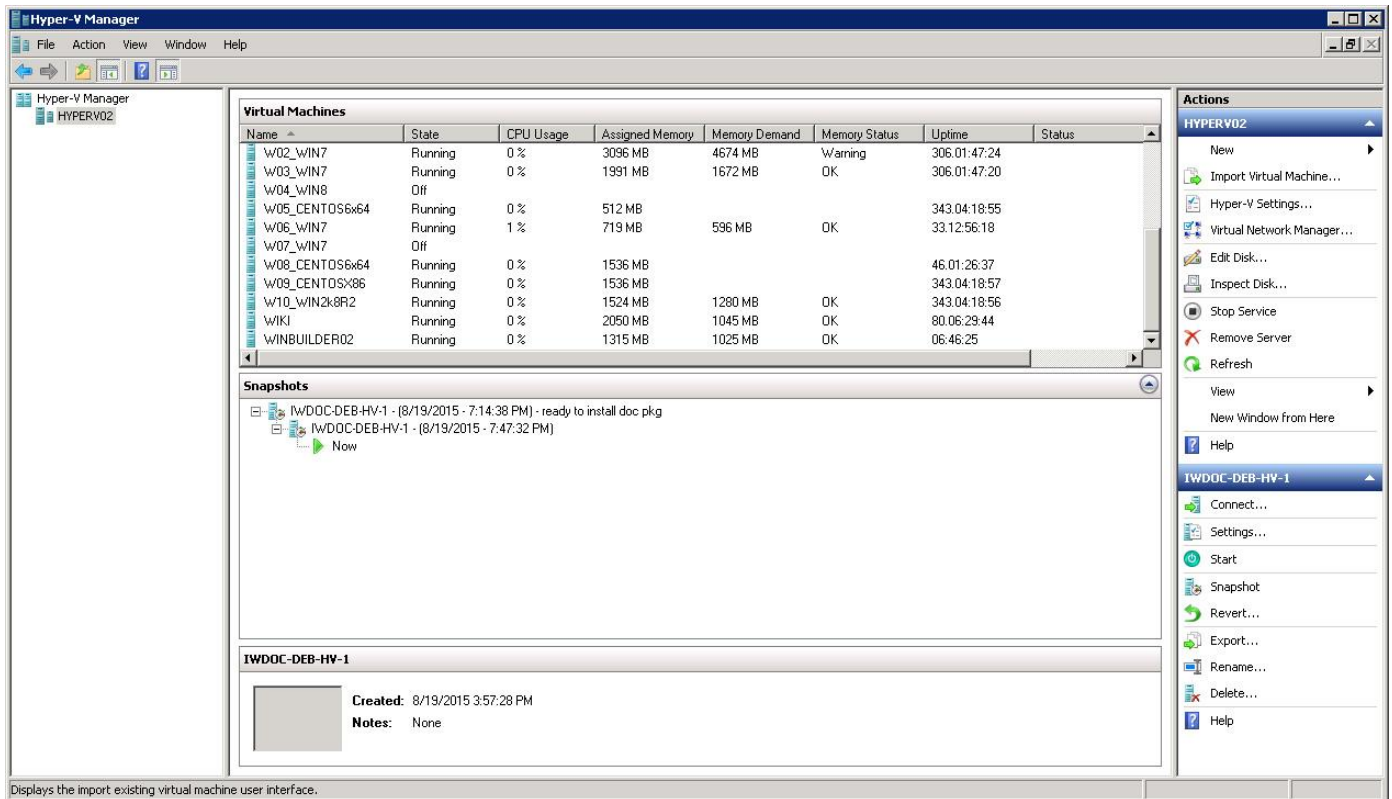 Hyper-V Manager
File Action View Window Help
Hyper-V Manager
HYPERV02
Virtual Machines
Name State CPU Usage Assigned Memory Memory Demand Memory Status Uptime Status
W02_WIN7 Running 0 % 3096 MB 4674 MB Warning 306.01:47:24
W03_WIN7 Running 0 % 1991 MB 1672 MB OK 306.01:47:20
W04_WIN8 Off
W05_CENTOS6x64 Running 0 % 512 MB 343.04:18:55
W06_WIN7 Running 1 % 719 MB 596 MB OK 33.12:56:18
W07_WIN7 Off
W08_CENTOS6x64 Running 0 % 1536 MB 46.01:26:37
W09_CENTOSX86 Running 0 % 1536 MB 343.04:18:57
W10_WIN2k8R2 Running 0 % 1524 MB 1280 MB OK 343.04:18:56
WIKI Running 0 % 2050 MB 1045 MB OK 80.06:29:44
WINBUILDER02 Running 0 % 1315 MB 1025 MB OK 06:46:25
Snapshots
IWDOC-DEB-HV-1 - (8/19/2015 - 7:14:38 PM) - ready to install doc pkg
IWDOC-DEB-HV-1 - (8/19/2015 - 7:47:32 PM)
Now
IWDOC-DEB-HV-1
Created: 8/19/2015 3:57:28 PM
Notes: None
Actions
HYPERV02
New
Import Virtual Machine...
Hyper-V Settings...
Virtual Network Manager...
Edit Disk...
Inspect Disk...
Stop Service
Remove Server
Refresh
View
New Window from Here
Help
IWDOC-DEB-HV-1
Connect...
Settings...
Start
Snapshot
Revert...
Export...
Rename...
Delete...
Help
Displays the import existing virtual machine user interface.